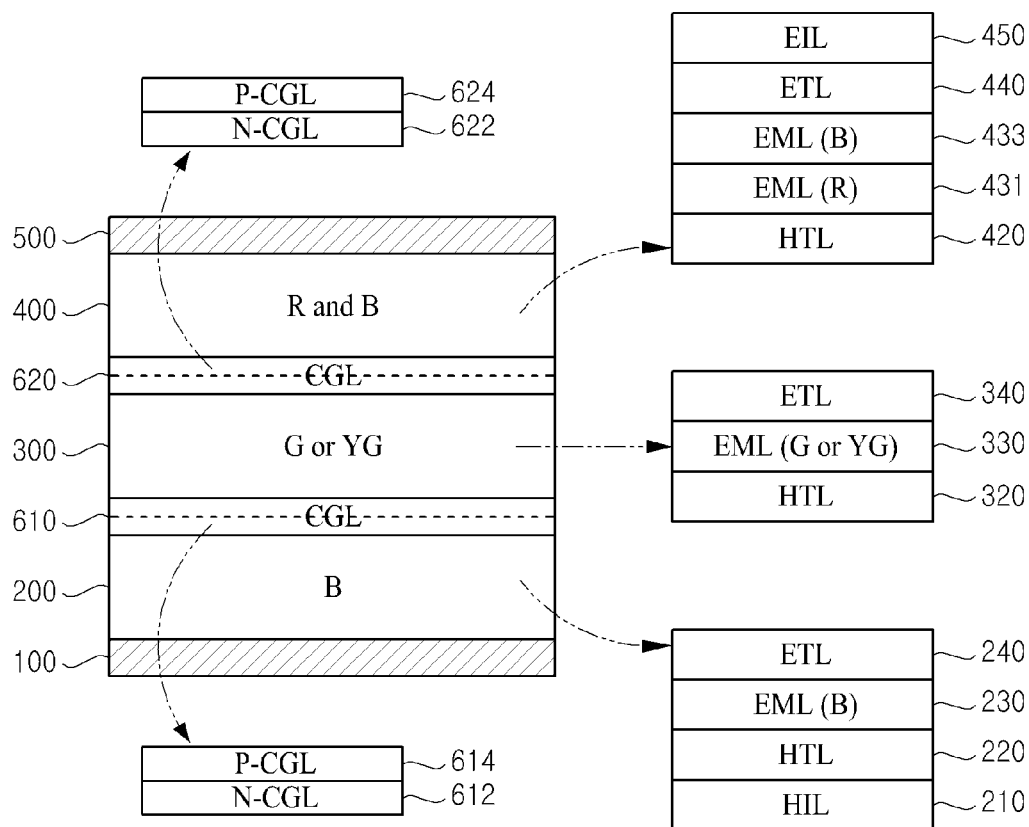 P-CGL 624
N-CGL 622
500
400 R and B
620 CGL
300 G or YG
610 CGL
200 B
100
P-CGL 614
N-CGL 612
EIL 450
ETL 440
EML (B) 433
EML (R) 431
HTL 420
ETL 340
EML (G or YG) 330
HTL 320
ETL 240
EML (B) 230
HTL 220
HIL 210